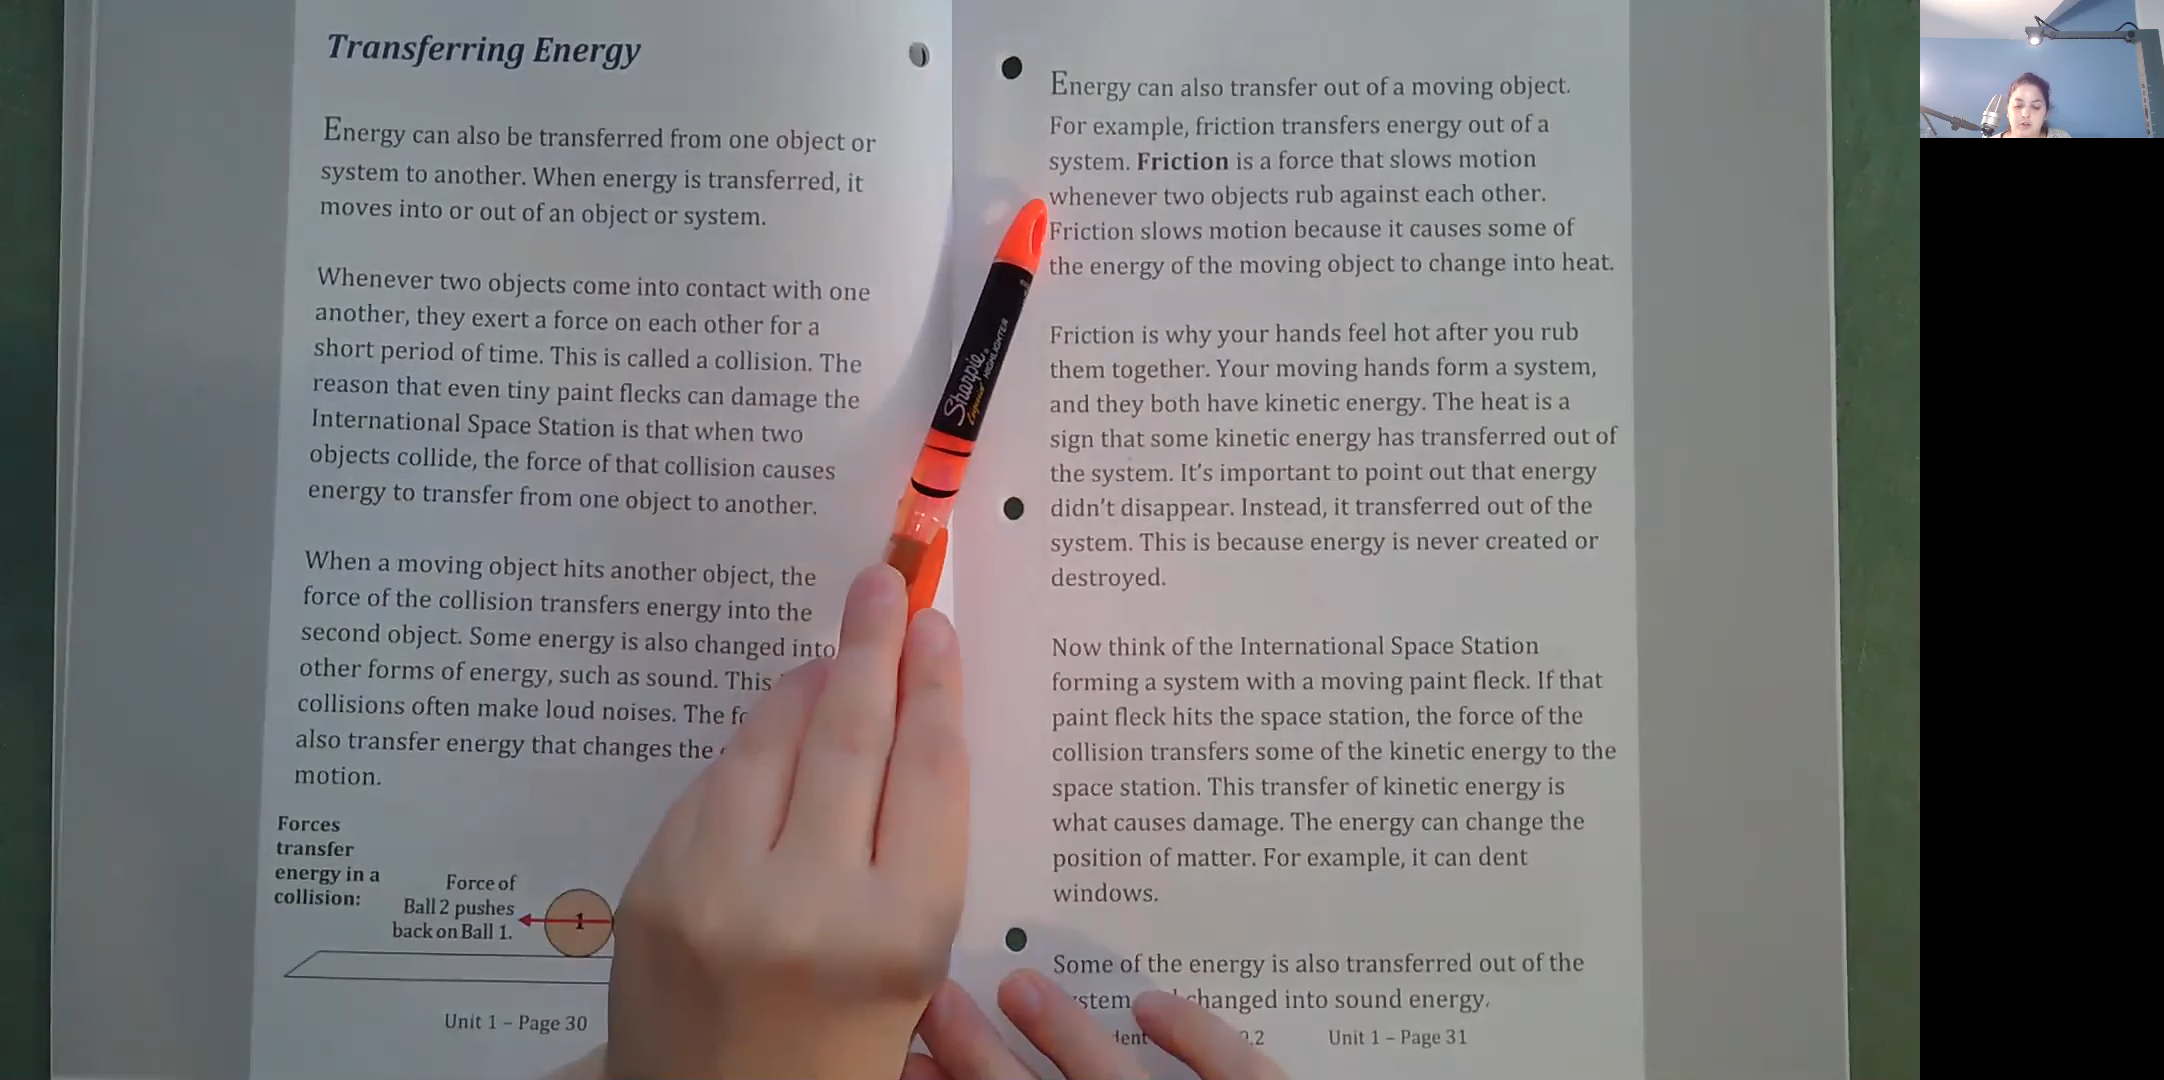 Transferring Energy
Energy can also be transferred from one object or
system to another. When energy is transferred, it
moves into or out of an object or system.
Whenever two objects come into contact with one
another, they exert a force on each other for a
short period of time. This is called a collision. The
reason that even tiny paint flecks can damage the
International Space Station is that when two
objects collide, the force of that collision causes
energy to transfer from one object to another.
When a moving object hits another object, the
force of the collision transfers energy into the
second object. Some energy is also changed into
other forms of energy, such as sound. This
collisions often make loud noises. The
also transfer energy that changes the
motion.
Forces
transfer
energy in a
collision:
Force of
Ball 2 pushes
back on Ball 1.
1
Unit 1 – Page 30
Sharpie
HIGHLIGHTER
Energy can also transfer out of a moving object.
For example, friction transfers energy out of a
system. Friction is a force that slows motion
whenever two objects rub against each other.
Friction slows motion because it causes some of
the energy of the moving object to change into heat.
Friction is why your hands feel hot after you rub
them together. Your moving hands form a system,
and they both have kinetic energy. The heat is a
sign that some kinetic energy has transferred out of
the system. It's important to point out that energy
didn't disappear. Instead, it transferred out of the
system. This is because energy is never created or
destroyed.
Now think of the International Space Station
forming a system with a moving paint fleck. If that
paint fleck hits the space station, the force of the
collision transfers some of the kinetic energy to the
space station. This transfer of kinetic energy is
what causes damage. The energy can change the
position of matter. For example, it can dent
windows.
Some of the energy is also transferred out of the
changed into sound energy.
Unit 1 – Page 31